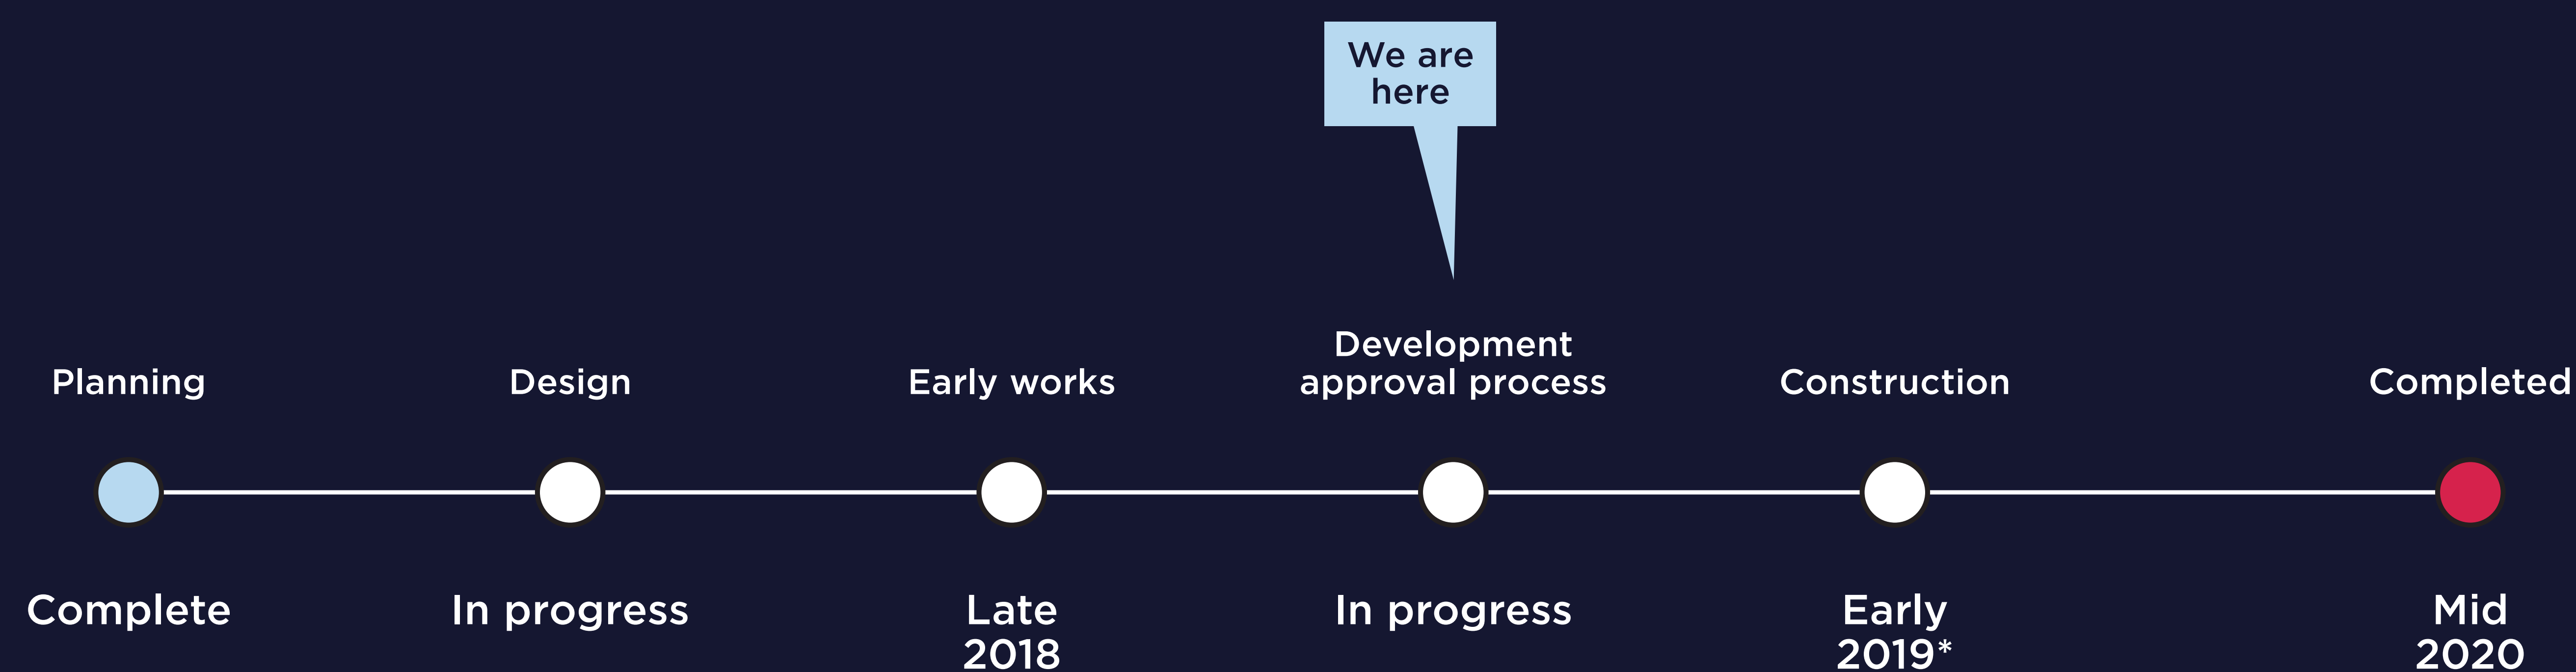 We are
here
Planning
Design
Early works
Development
approval process
Construction
Completed
Complete
In progress
Late
2018
In progress
Early
2019*
Mid
2020